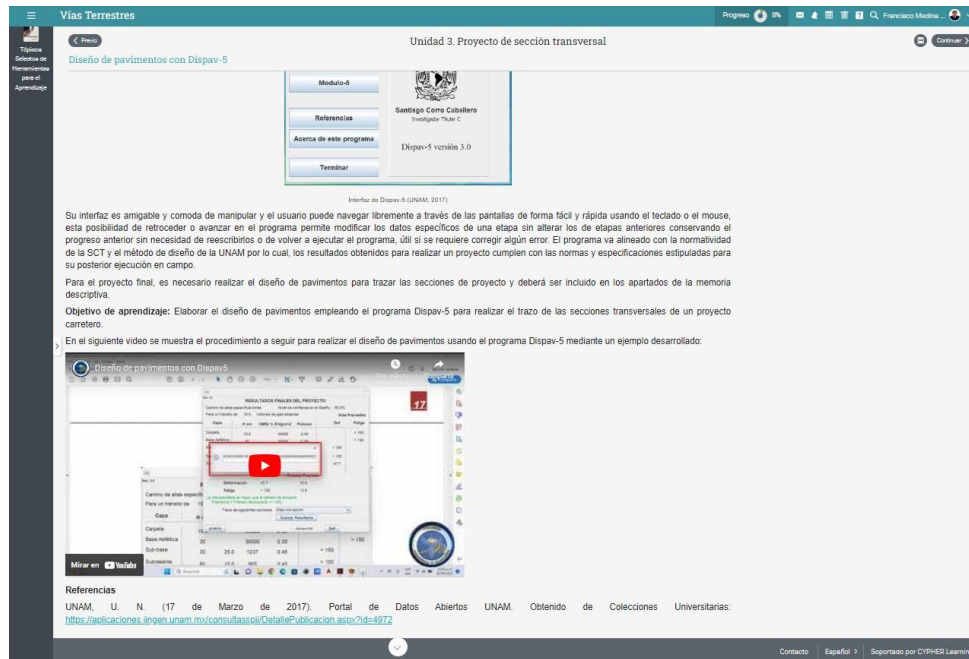 Vías Terrestres
Progreso 8%
Francisco Medina ...
Tópicos
Selectos de
Herramientas
para el
Aprendizaje
Previo
Unidad 3. Proyecto de sección transversal
Continuar
Diseño de pavimentos con Dispav-5
Modulo-5
Referencias
Acerca de este programa
Terminar
Santiago Corro Caballero
Investigador Titular C
Dispav-5 versión 3.0
Interfaz de Dispav-5 (UNAM, 2017)
Su interfaz es amigable y comoda de manipular y el usuario puede navegar libremente a través de las pantallas de forma fácil y rápida usando el teclado o el mouse,
esta posibilidad de retroceder o avanzar en el programa permite modificar los datos específicos de una etapa sin alterar los de etapas anteriores conservando el
progreso anterior sin necesidad de reescribirlos o de volver a ejecutar el programa, útil si se requiere corregir algún error. El programa va alineado con la normatividad
de la SCT y el método de diseño de la UNAM por lo cual, los resultados obtenidos para realizar un proyecto cumplen con las normas y especificaciones estipuladas para
su posterior ejecución en campo.
Para el proyecto final, es necesario realizar el diseño de pavimentos para trazar las secciones de proyecto y deberá ser incluido en los apartados de la memoria
descriptiva.
Objetivo de aprendizaje: Elaborar el diseño de pavimentos empleando el programa Dispav-5 para realizar el trazo de las secciones transversales de un proyecto
carretero.
En el siguiente video se muestra el procedimiento a seguir para realizar el diseño de pavimentos usando el programa Dispav-5 mediante un ejemplo desarrollado:
Diseño de pavimentos con Dispav5
RESULTADOS FINALES DEL PROYECTO
17
Capa
Carpeta
Base Asfáltica 30000 0.38
Sub-base 30 25.0 1237 0.45
Subrasante
Mirar en YouTube
Referencias
UNAM, U. N. (17 de Marzo de 2017). Portal de Datos Abiertos UNAM. Obtenido de Colecciones Universitarias:
https://aplicaciones.iingen.unam.mx/consultasspii/DetallePublicacion.aspx?id=4972
Contacto
Español
Soportado por CYPHER Learnin